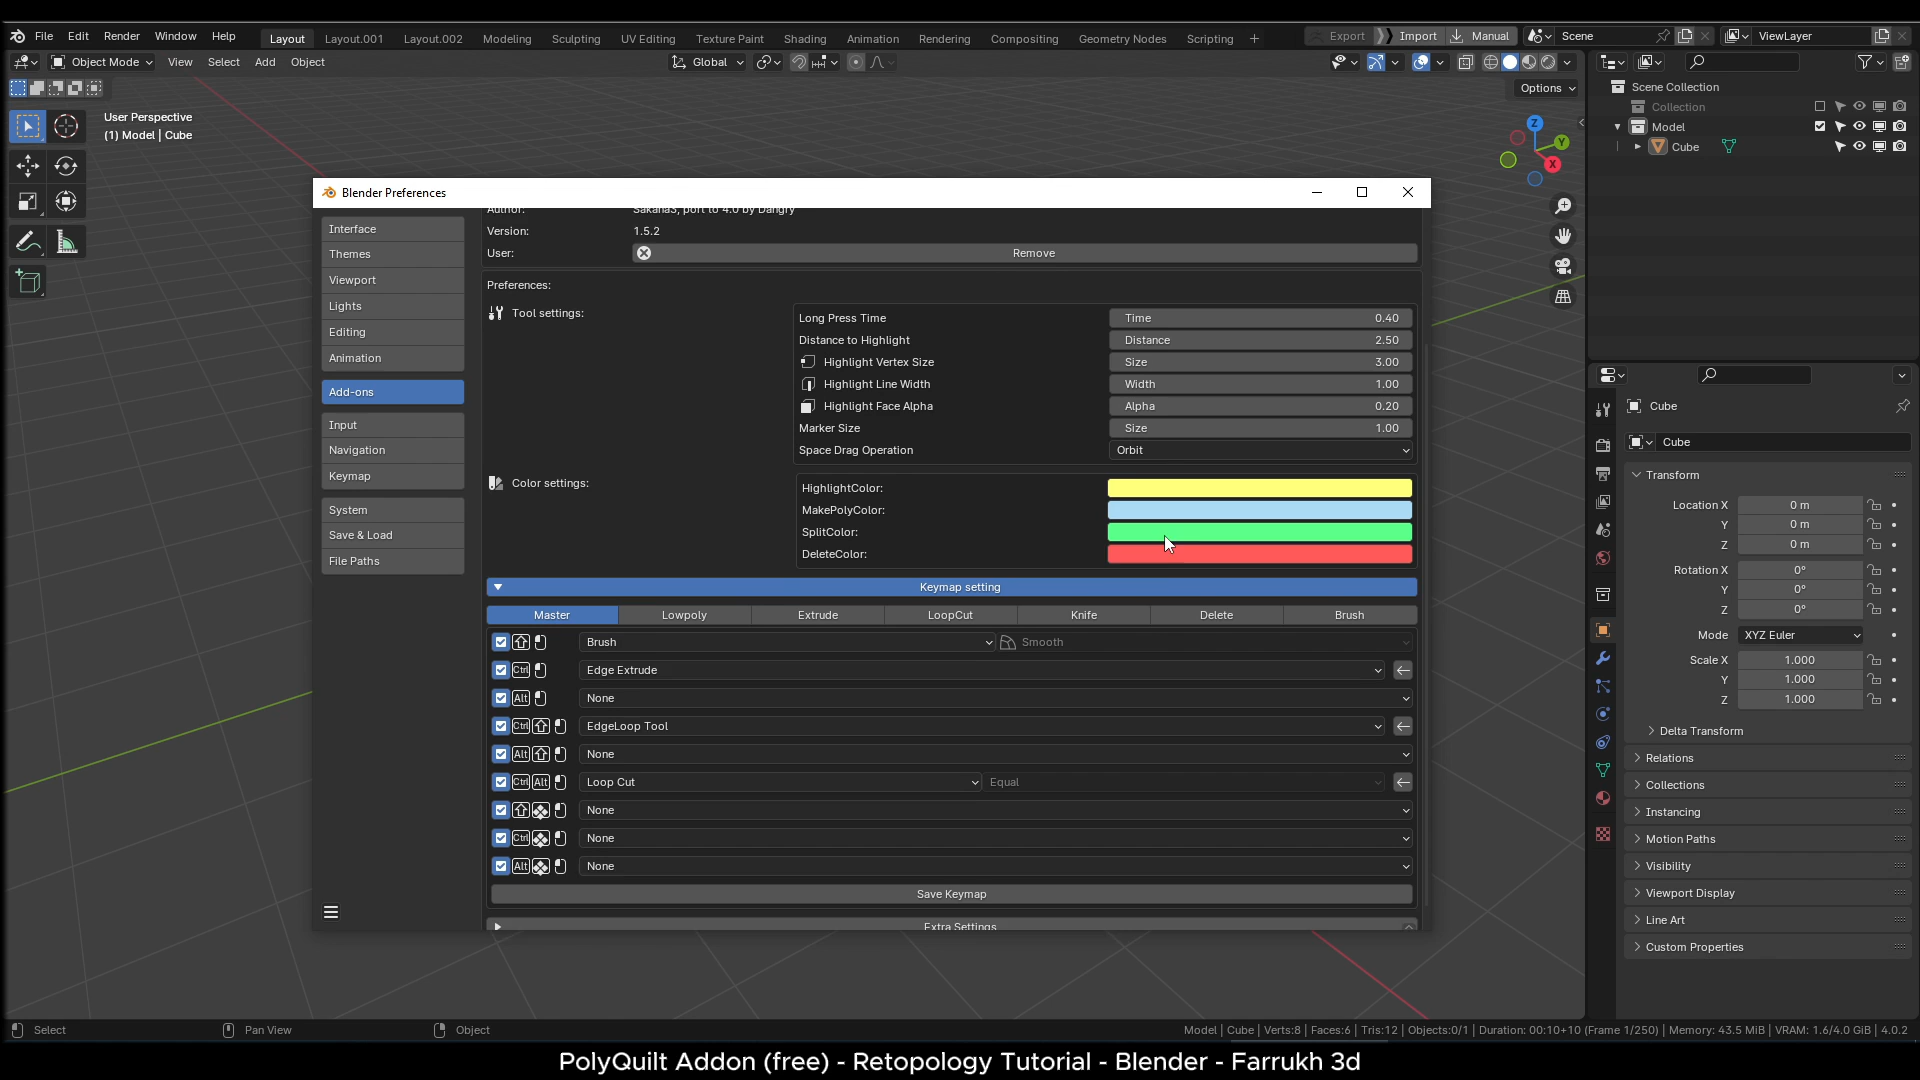 File Edit Render Window Help Layout Layout.001 Layout.002 Modeling Sculpting UV Editing Texture Paint Shading Animation Rendering Compositing Geometry Nodes Scripting + Export Import Manual Scene ViewLayer
Object Mode View Select Add Object Global
Options
User Perspective
(1) Model | Cube
Z
Y
X
Scene Collection
Collection
Model
Cube
Blender Preferences
Interface
Themes
Viewport
Lights
Editing
Animation
Add-ons
Input
Navigation
Keymap
System
Save & Load
File Paths
Author: Sakana3, port to 4.0 by Dangry
Version: 1.5.2
User: Remove
Preferences:
Tool settings:
Long Press Time Time 0.40
Distance to Highlight Distance 2.50
Highlight Vertex Size Size 3.00
Highlight Line Width Width 1.00
Highlight Face Alpha Alpha 0.20
Marker Size Size 1.00
Space Drag Operation Orbit
Color settings:
HighlightColor:
MakePolyColor:
SplitColor:
DeleteColor:
Keymap setting
Master Lowpoly Extrude LoopCut Knife Delete Brush
Brush Smooth
Ctrl Edge Extrude
Alt None
Ctrl EdgeLoop Tool
Alt None
Ctrl Alt Loop Cut Equal
None
Ctrl None
Alt None
Save Keymap
Extra Settings
Cube
Cube
Transform
Location X 0 m
Y 0 m
Z 0 m
Rotation X 0°
Y 0°
Z 0°
Mode XYZ Euler
Scale X 1.000
Y 1.000
Z 1.000
Delta Transform
Relations
Collections
Instancing
Motion Paths
Visibility
Viewport Display
Line Art
Custom Properties
Select Pan View Object Model | Cube | Verts:8 | Faces:6 | Tris:12 | Objects:0/1 | Duration: 00:10+10 (Frame 1/250) | Memory: 43.5 MiB | VRAM: 1.6/4.0 GiB | 4.0.2
PolyQuilt Addon (free) - Retopology Tutorial - Blender - Farrukh 3d